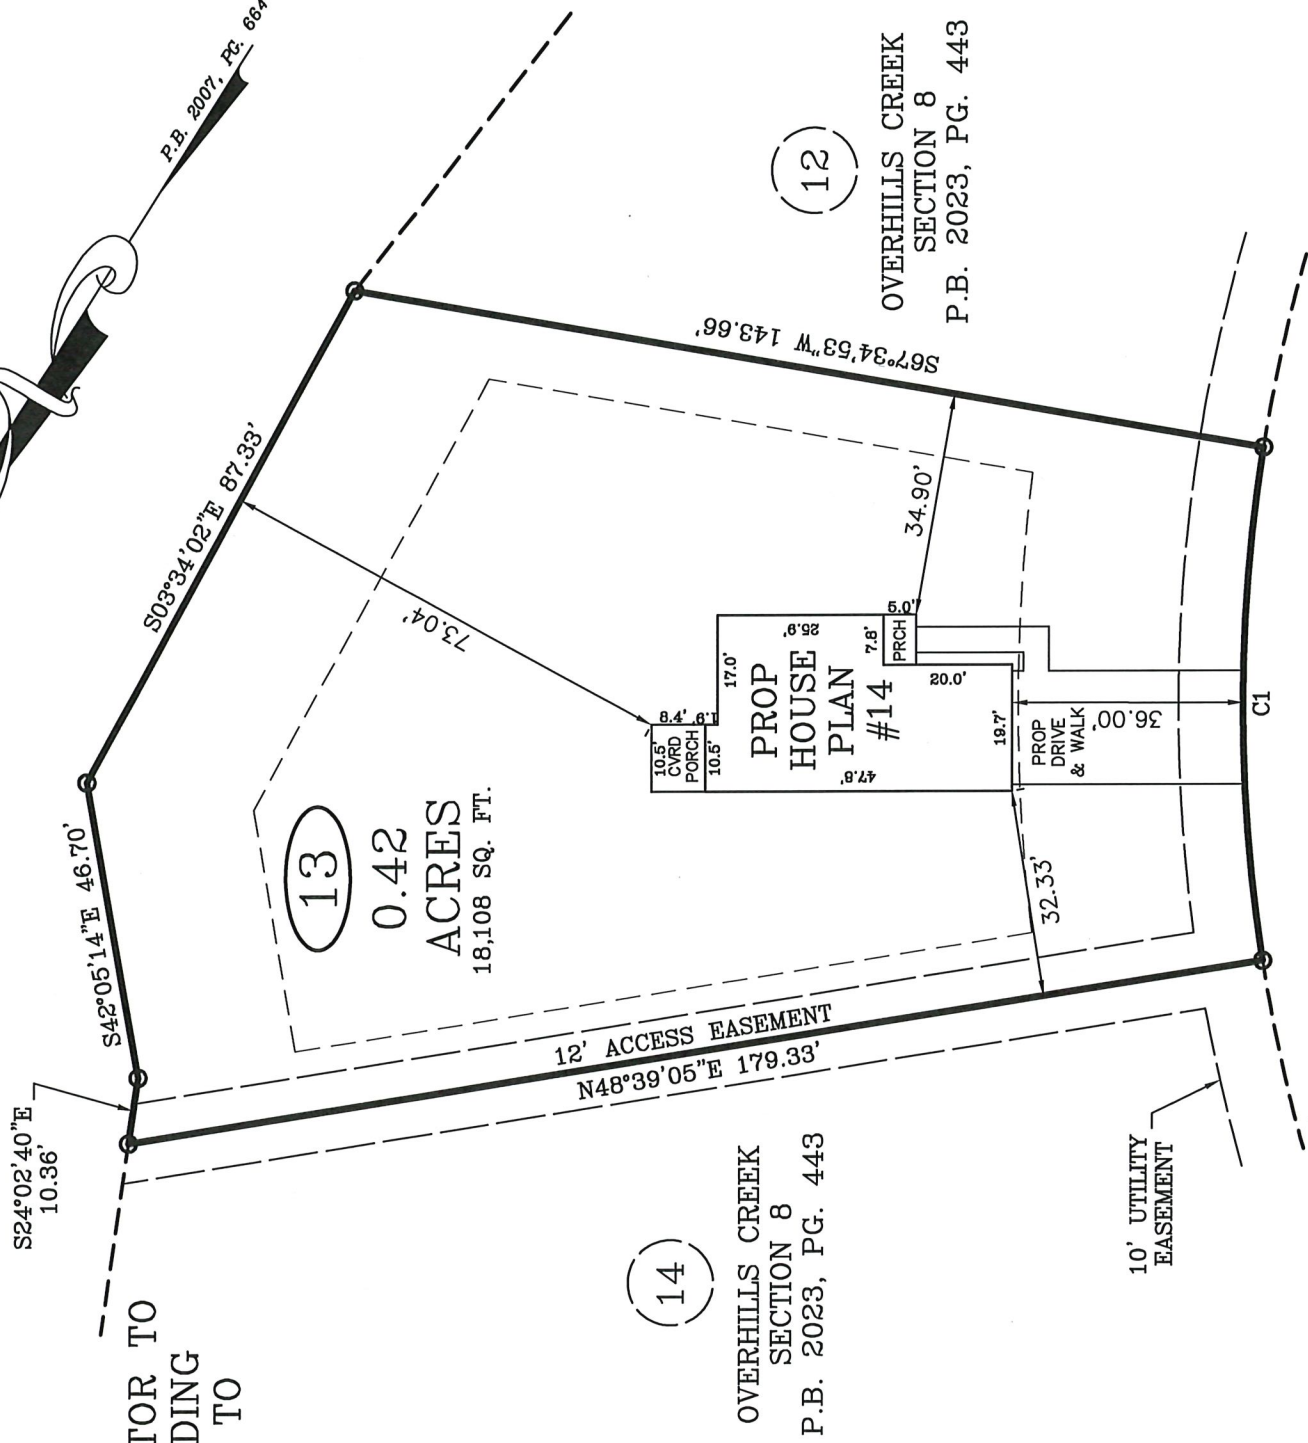 P.B. 2007, PG. 664
S03°34'02"E 87.33'
S42°05'14"E 46.70'
S24°02'40"E
10.36'
TOR TO
DING
TO
13
0.42
ACRES
18,108 SQ. FT.
73.04'
S67°34'53"W 143.66'
12
OVERHILLS CREEK
SECTION 8
P.B. 2023, PG. 443
34.90'
10.5'
CVRD
PORCH
10.5'
8.4'
1.9'
17.0'
25.9'
5.0'
7.8'
PRCH
20.0'
19.7'
47.8'
PROP
HOUSE
PLAN
#14
PROP
DRIVE
& WALK
36.00'
C1
32.33'
12' ACCESS EASEMENT
N48°39'05"E 179.33'
14
OVERHILLS CREEK
SECTION 8
P.B. 2023, PG. 443
10' UTILITY
EASEMENT